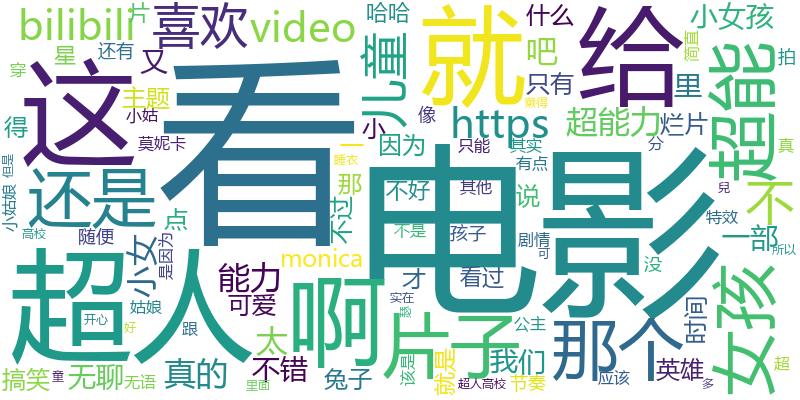 bilibili
喜欢
video
片
哈哈
什么
就
给
小女孩
星
还有
又
儿童
吧
简直
拍
穿
这
看
主题
只有
里
超能
小姑
小
像
https
超能力
烂片
得
莫妮卡
因为
只能
其实
分
真
小姑娘
但是
还是
一
睡衣
那
有点
不
点
不过
不好
其他
说
电影
兒
特效
一部
高校
随便
小女
是因为
不是
孩子
剧情
可
没
所以
monica
超人
能力
啊
才
看过
时间
女孩
姑娘
可爱
片子
实在
瑟
公主
那个
开心
好
跟
太
该是
就是
我们
搞笑
童
无聊
无语
真的
里面
不错
兔子
超人高校
节奏
应该
英雄
多
超